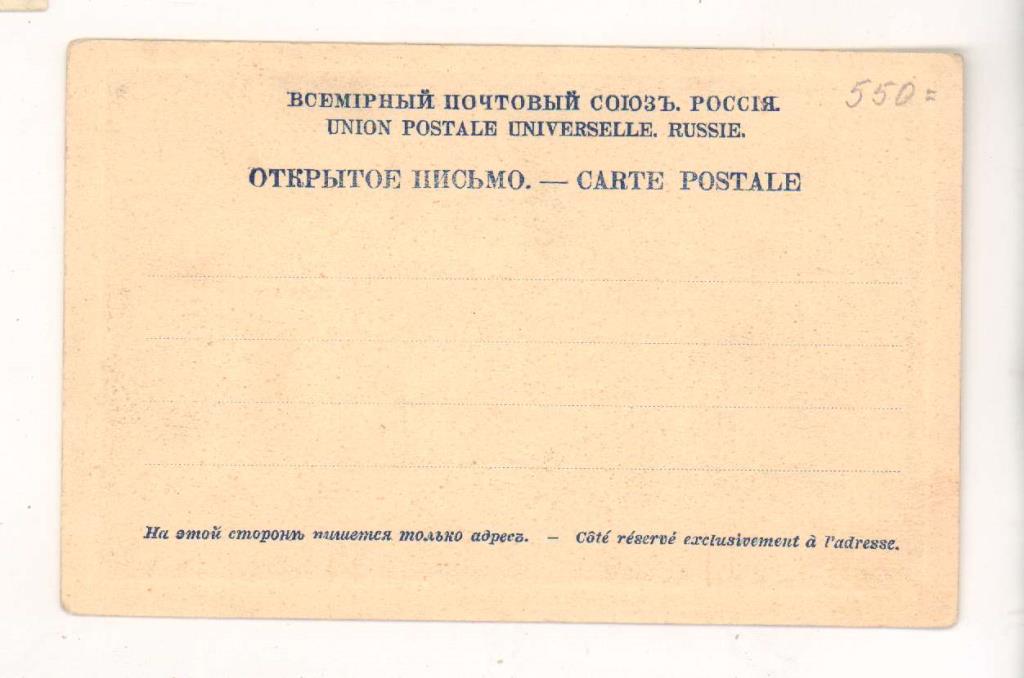 ВСЕМІРНЫЙ ПОЧТОВЫЙ СОЮЗЪ. РОССІЯ.
550=
UNION POSTALE UNIVERSELLE. RUSSIE.
ОТКРЫТОЕ ПИСЬМО. — CARTE POSTALE
На этой сторонѣ пишется только адресъ. — Côté réservé exclusivement à l'adresse.